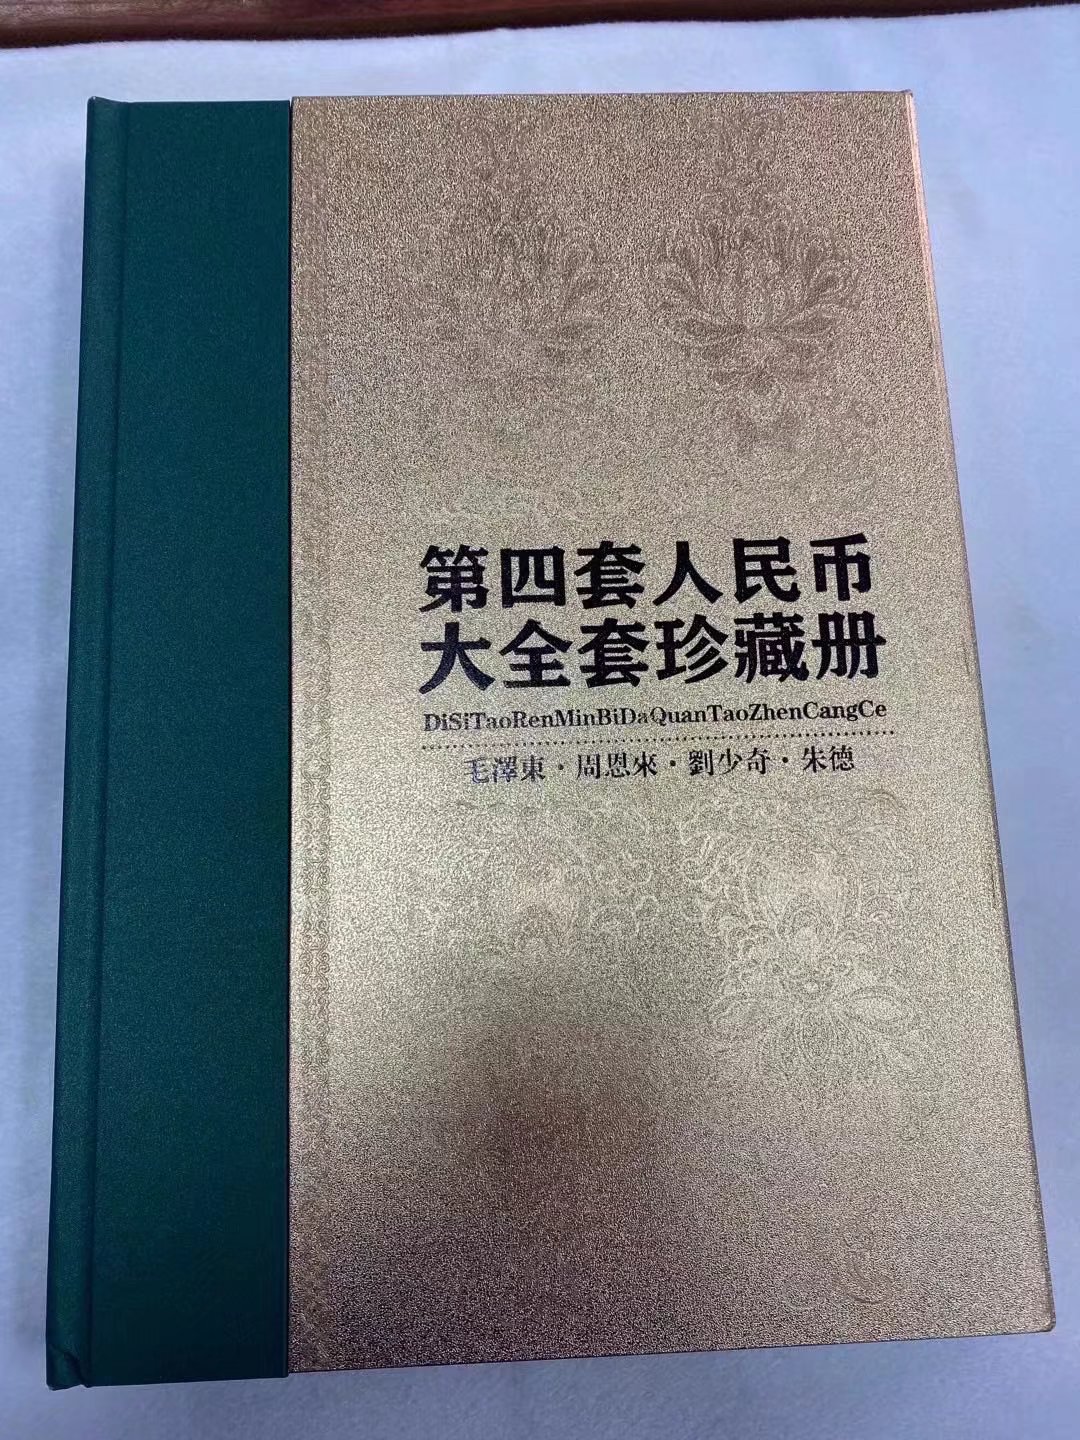 第四套人民币
大全套珍藏册
DiSiTaoRenMinBiDaQuanTaoZhenCangCe
毛澤東·周恩來·劉少奇·朱德